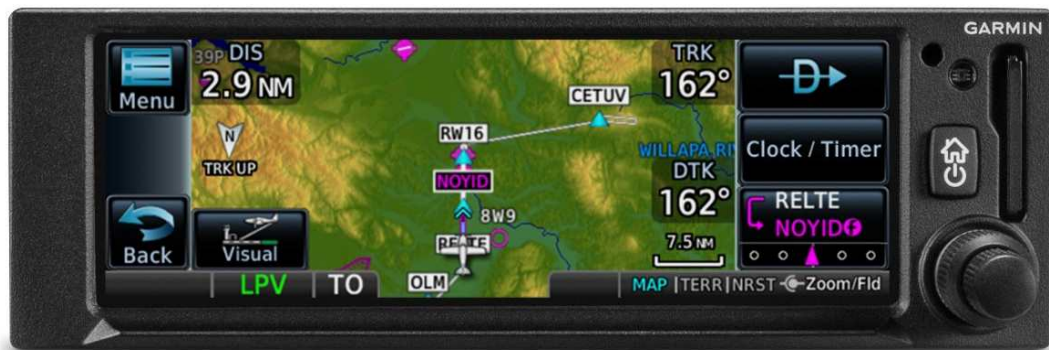 GARMIN
Menu
39P DIS
2.9 NM
N
TRK UP
Back
Visual
LPV
TO
CETUV
RW16
NOYID
8W9
RELTE
OLM
TRK
162°
WILLAPA RI
DTK
162°
7.5 NM
D
Clock / Timer
RELTE
NOYID f
MAP |TERR|NRST Zoom/Fld